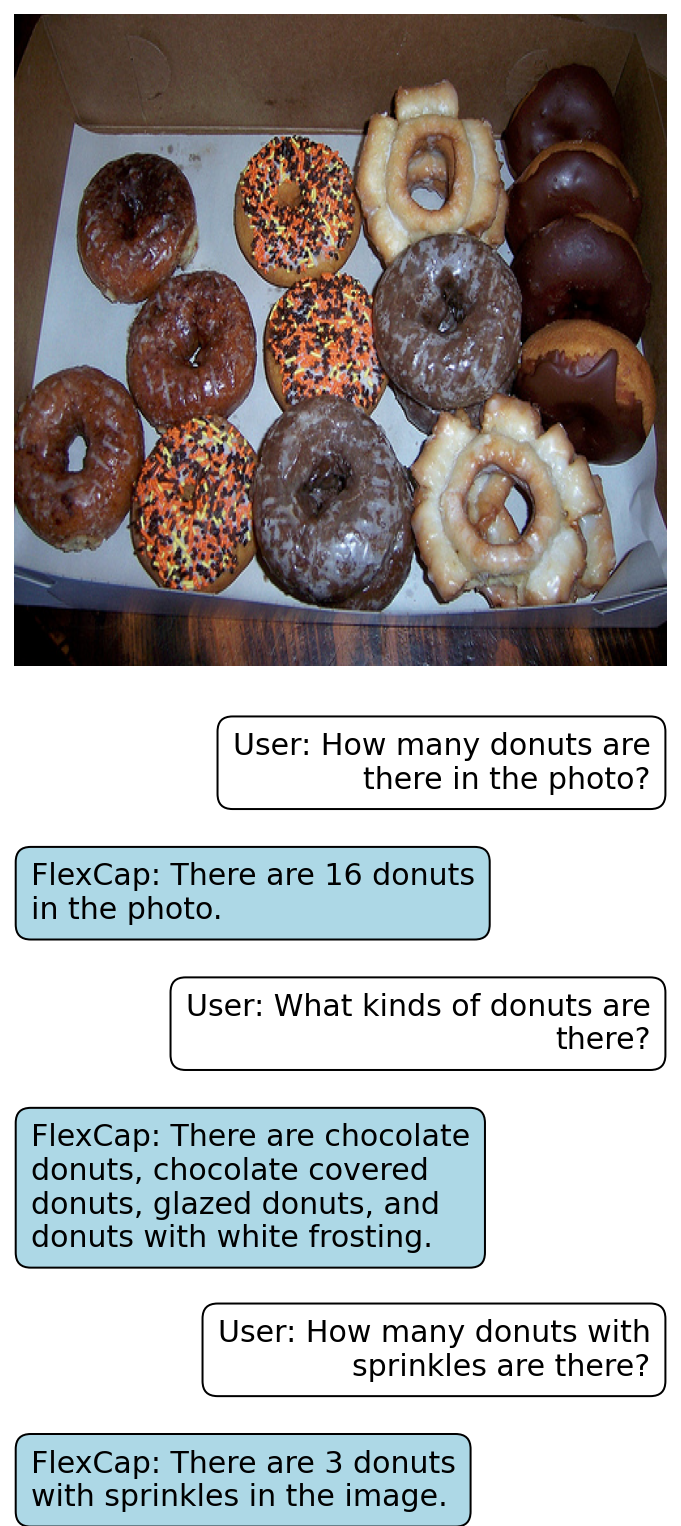 User: How many donuts are
there in the photo?
FlexCap: There are 16 donuts
in the photo.
User: What kinds of donuts are
there?
FlexCap: There are chocolate
donuts, chocolate covered
donuts, glazed donuts, and
donuts with white frosting.
User: How many donuts with
sprinkles are there?
FlexCap: There are 3 donuts
with sprinkles in the image.